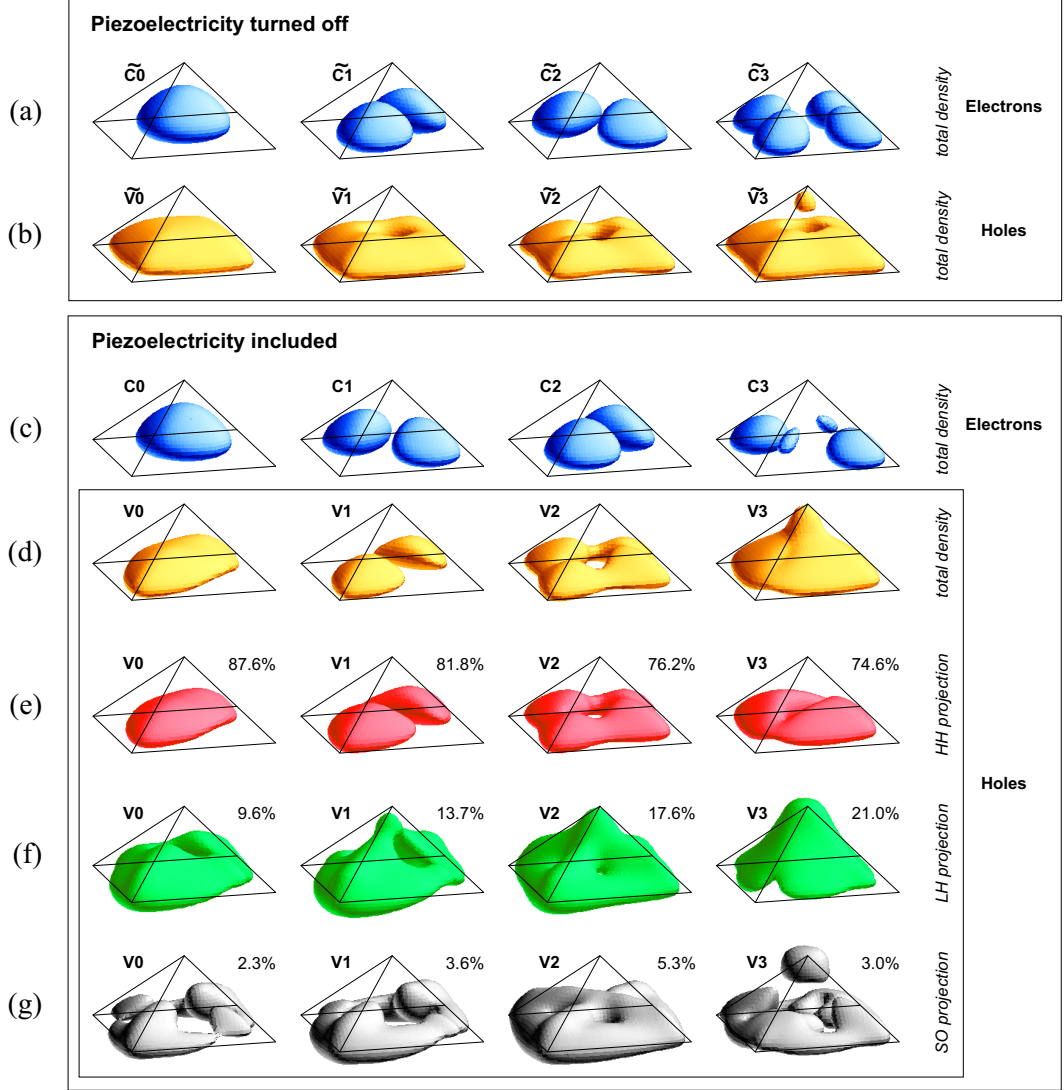 Piezoelectricity turned off
(a) C̃0 C̃1 C̃2 C̃3 total density Electrons
(b) Ṽ0 Ṽ1 Ṽ2 Ṽ3 total density Holes
Piezoelectricity included
(c) C0 C1 C2 C3 total density Electrons
(d) V0 V1 V2 V3 total density
(e) V0 87.6% V1 81.8% V2 76.2% V3 74.6% HH projection
Holes
(f) V0 9.6% V1 13.7% V2 17.6% V3 21.0% LH projection
(g) V0 2.3% V1 3.6% V2 5.3% V3 3.0% SO projection